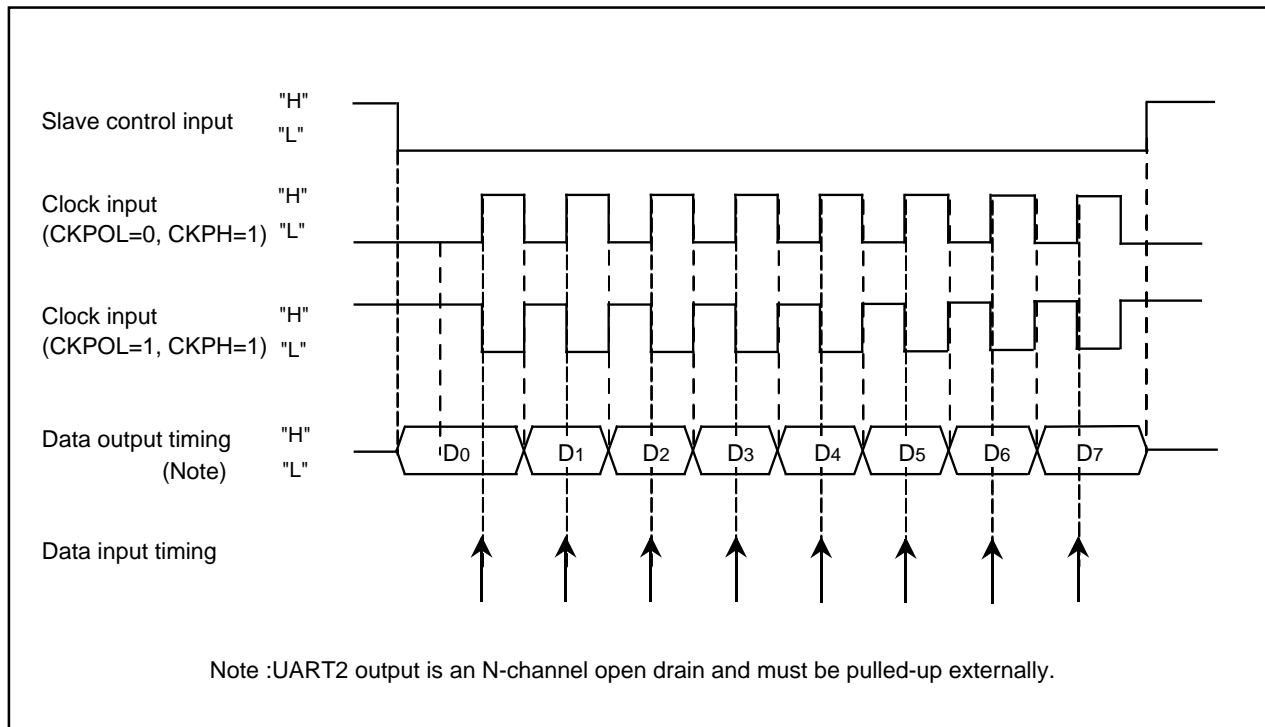 Slave control input
"H"
"L"
Clock input
(CKPOL=0, CKPH=1)
"H"
"L"
Clock input
(CKPOL=1, CKPH=1)
"H"
"L"
Data output timing
(Note)
"H"
"L"
D0
D1
D2
D3
D4
D5
D6
D7
Data input timing
Note :UART2 output is an N-channel open drain and must be pulled-up externally.